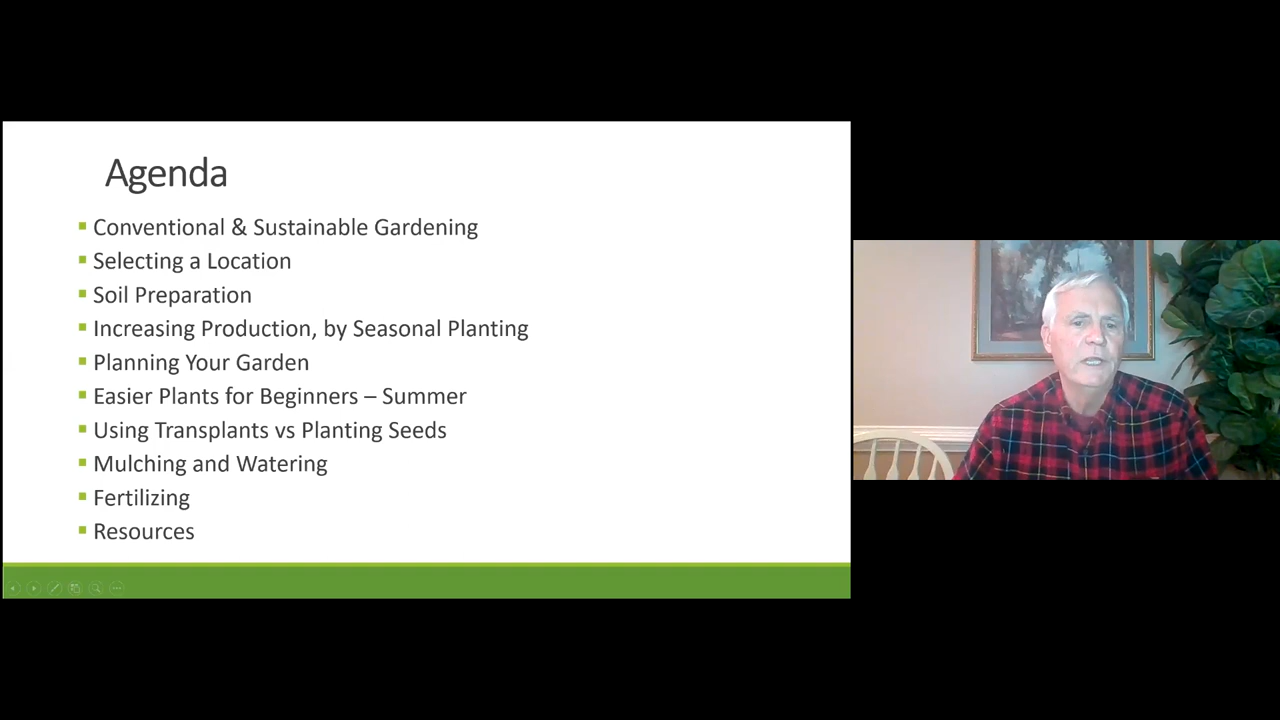 Agenda
Conventional & Sustainable Gardening
Selecting a Location
Soil Preparation
Increasing Production, by Seasonal Planting
Planning Your Garden
Easier Plants for Beginners – Summer
Using Transplants vs Planting Seeds
Mulching and Watering
Fertilizing
Resources